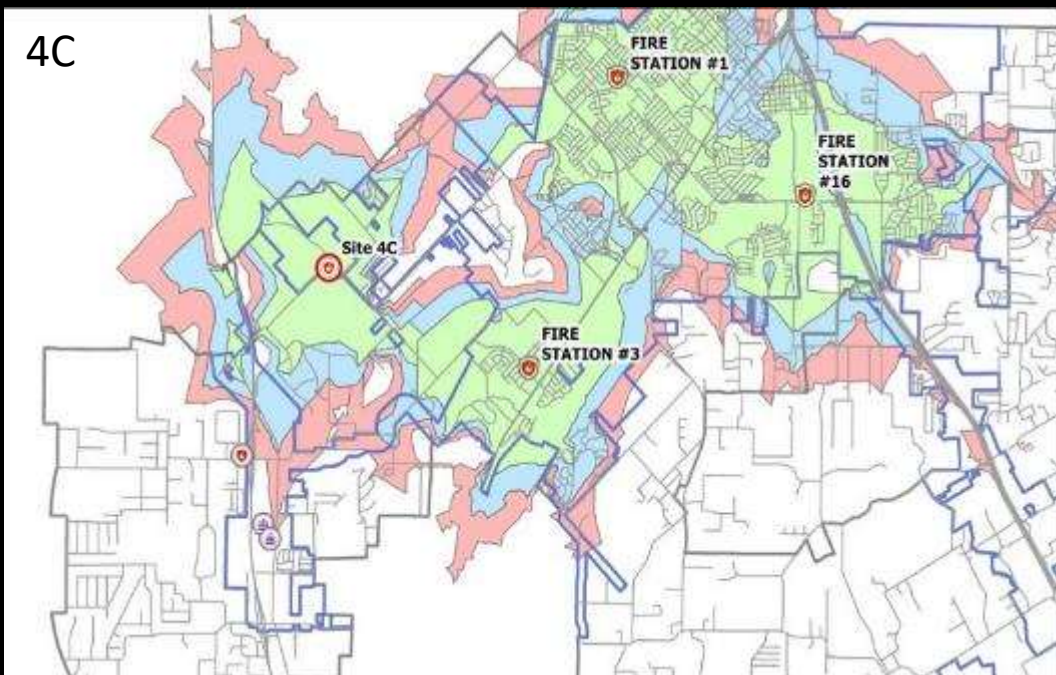 4C
FIRE
STATION #1
FIRE
STATION
#16
Site 4C
FIRE
STATION #3